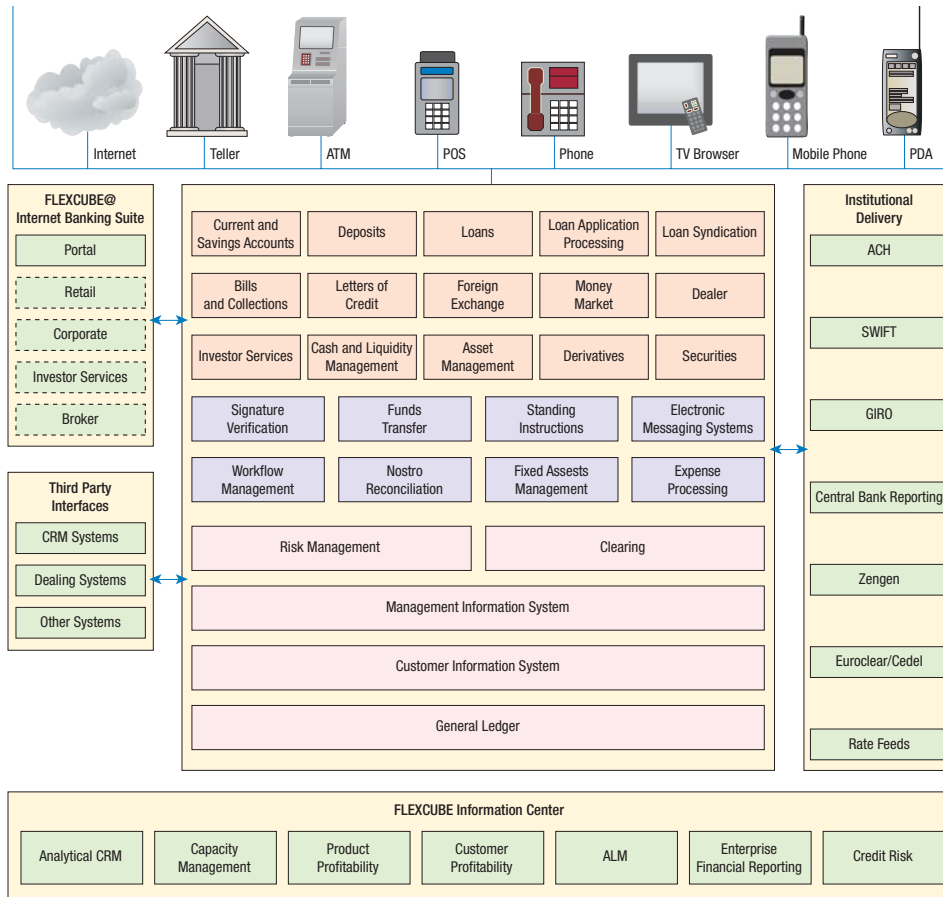 Internet
Teller
ATM
POS
Phone
TV Browser
Mobile Phone
PDA
FLEXCUBE@
Internet Banking Suite
Portal
Retail
Corporate
Investor Services
Broker
Third Party
Interfaces
CRM Systems
Dealing Systems
Other Systems
Current and
Savings Accounts
Deposits
Loans
Loan Application
Processing
Loan Syndication
Bills
and Collections
Letters of
Credit
Foreign
Exchange
Money
Market
Dealer
Investor Services
Cash and Liquidity
Management
Asset
Management
Derivatives
Securities
Signature
Verification
Funds
Transfer
Standing
Instructions
Electronic
Messaging Systems
Workflow
Management
Nostro
Reconciliation
Fixed Assests
Management
Expense
Processing
Risk Management
Clearing
Management Information System
Customer Information System
General Ledger
Institutional
Delivery
ACH
SWIFT
GIRO
Central Bank Reporting
Zengen
Euroclear/Cedel
Rate Feeds
FLEXCUBE Information Center
Analytical CRM
Capacity
Management
Product
Profitability
Customer
Profitability
ALM
Enterprise
Financial Reporting
Credit Risk